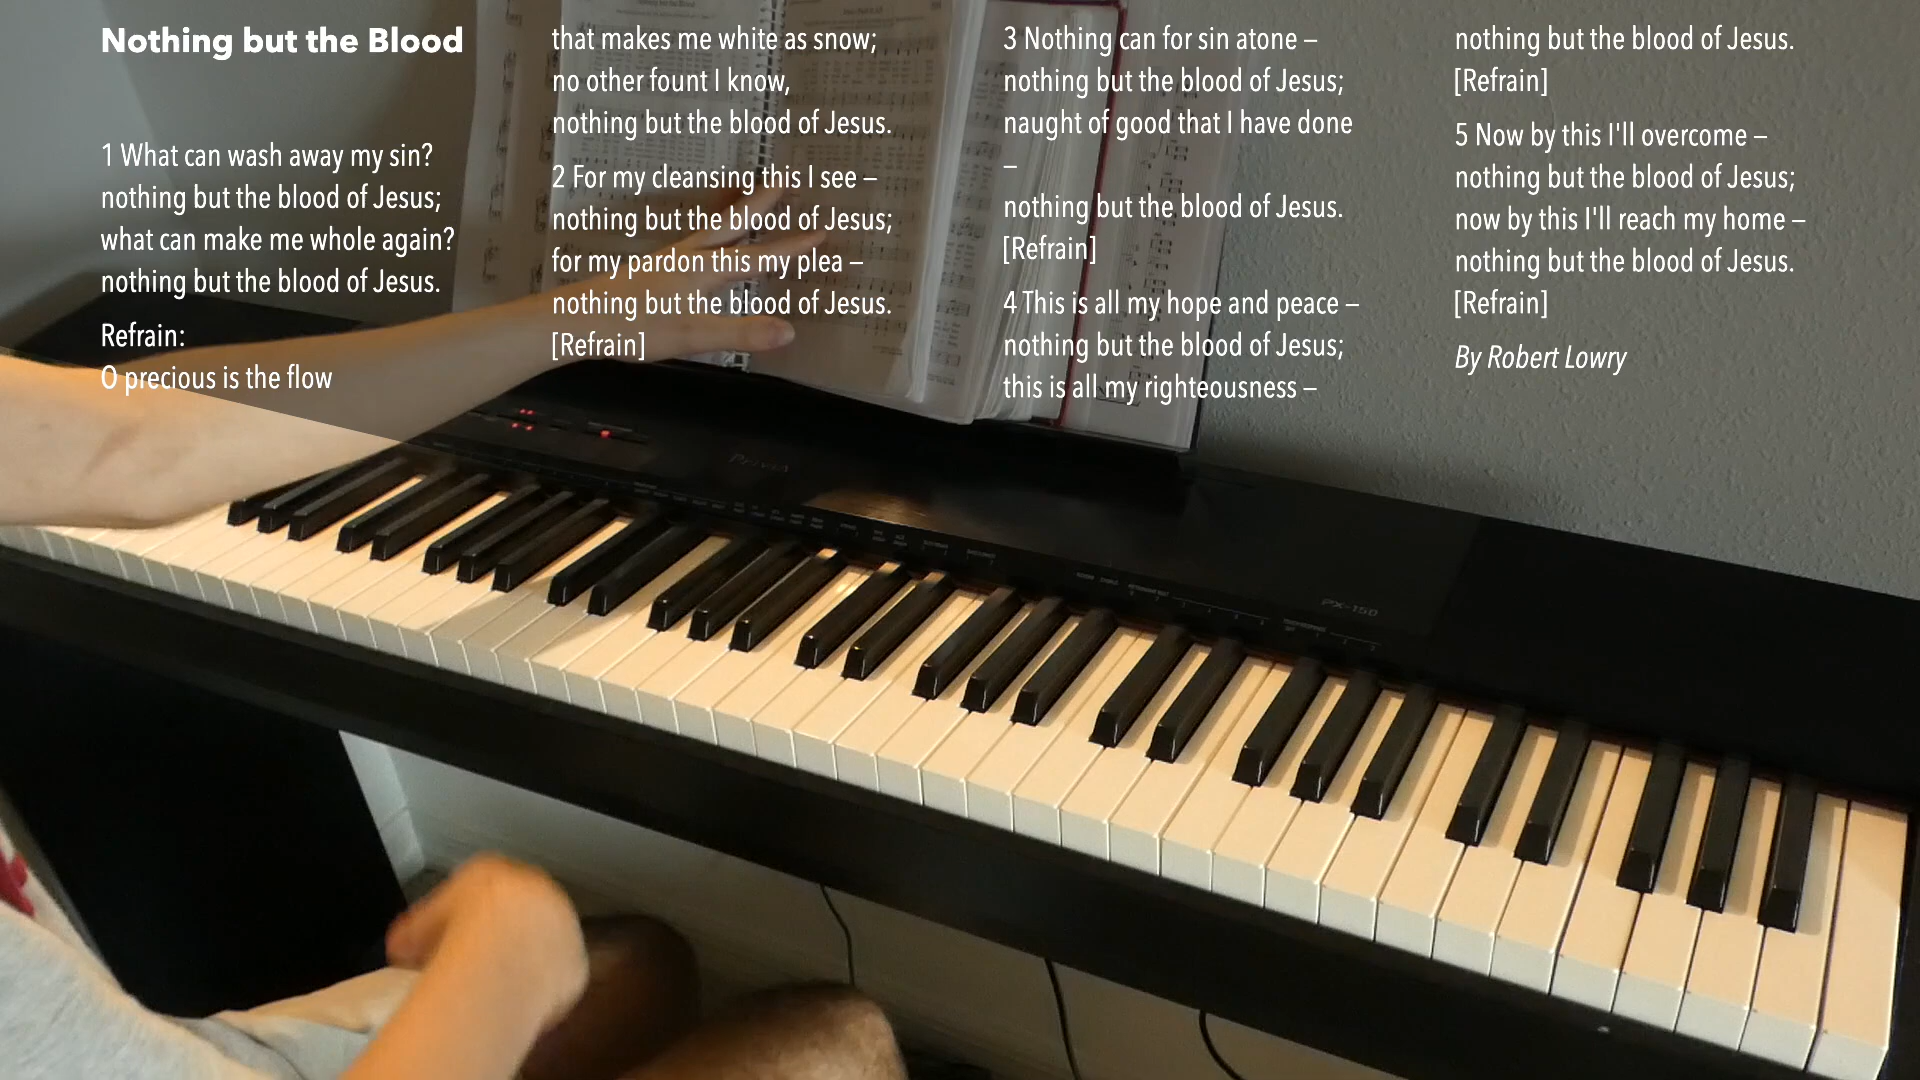 Nothing but the Blood
1 What can wash away my sin?
nothing but the blood of Jesus;
what can make me whole again?
nothing but the blood of Jesus.
Refrain:
O precious is the flow
that makes me white as snow;
no other fount I know,
nothing but the blood of Jesus.
2 For my cleansing this I see –
nothing but the blood of Jesus;
for my pardon this my plea –
nothing but the blood of Jesus.
[Refrain]
3 Nothing can for sin atone –
nothing but the blood of Jesus;
naught of good that I have done
–
nothing but the blood of Jesus.
[Refrain]
4 This is all my hope and peace –
nothing but the blood of Jesus;
this is all my righteousness –
nothing but the blood of Jesus.
[Refrain]
5 Now by this I'll overcome –
nothing but the blood of Jesus;
now by this I'll reach my home –
nothing but the blood of Jesus.
[Refrain]
By Robert Lowry
Privia
PX-150